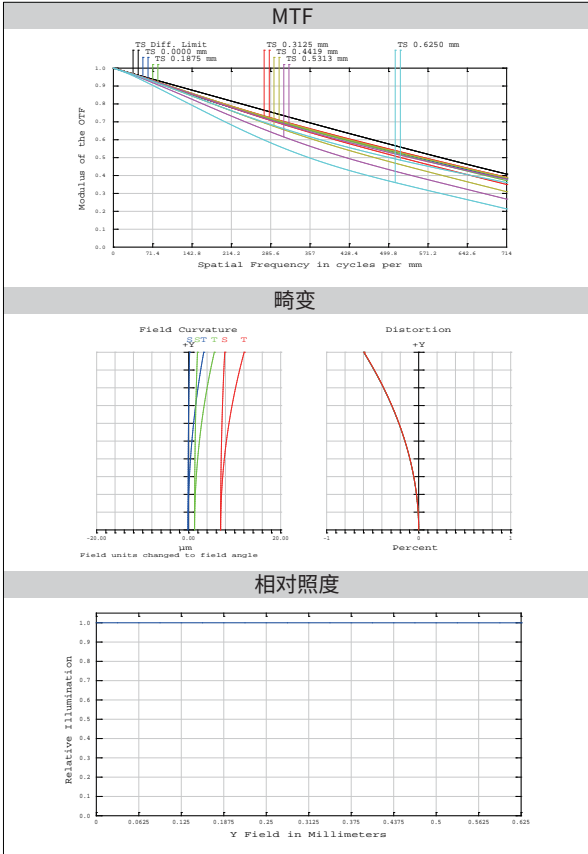 MTF
TS Diff. Limit
TS 0.0000 mm
TS 0.1875 mm
TS 0.3125 mm
TS 0.4419 mm
TS 0.5313 mm
TS 0.6250 mm
1.0
0.9
0.8
0.7
0.6
0.5
0.4
0.3
0.2
0.1
0.0
Modulus of the OTF
0 71.4 142.8 214.2 285.6 357 428.4 499.8 571.2 642.6 714
Spatial Frequency in cycles per mm
畸变
Field Curvature
S S T T S T
+Y
-20.00 0.00 20.00
µm
Field units changed to field angle
Distortion
+Y
-1 0 1
Percent
相对照度
1.0
0.9
0.8
0.7
0.6
0.5
0.4
0.3
0.2
0.1
0.0
Relative Illumination
0 0.0625 0.125 0.1875 0.25 0.3125 0.375 0.4375 0.5 0.5625 0.625
Y Field in Millimeters